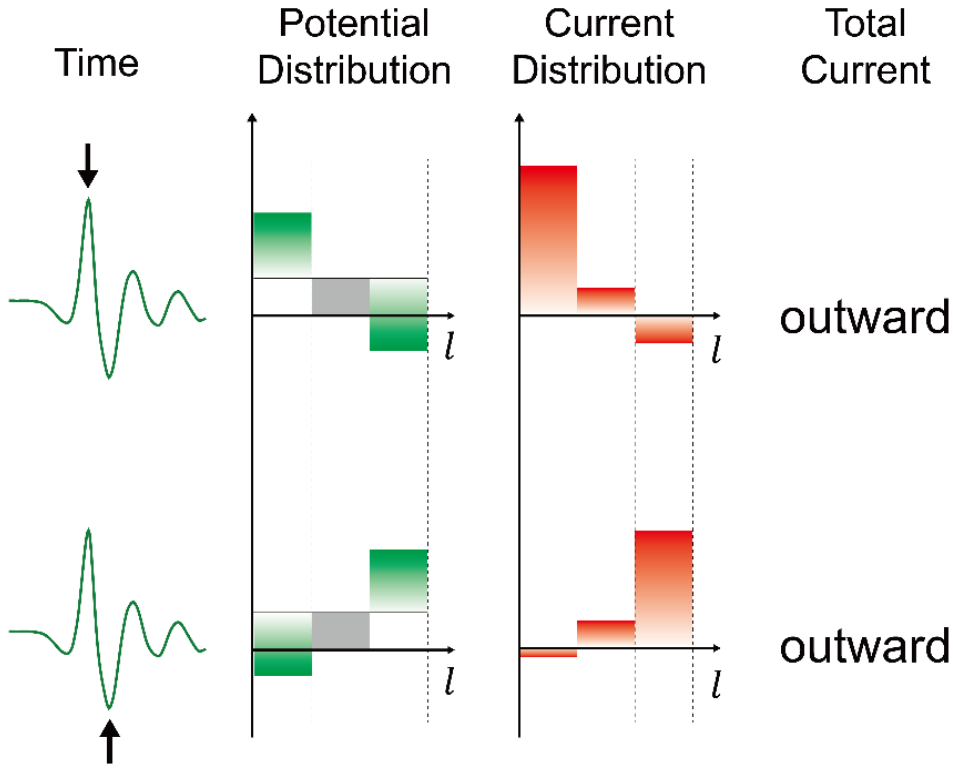 Time
Potential
Distribution
Current
Distribution
Total
Current
l
l
outward
l
l
outward